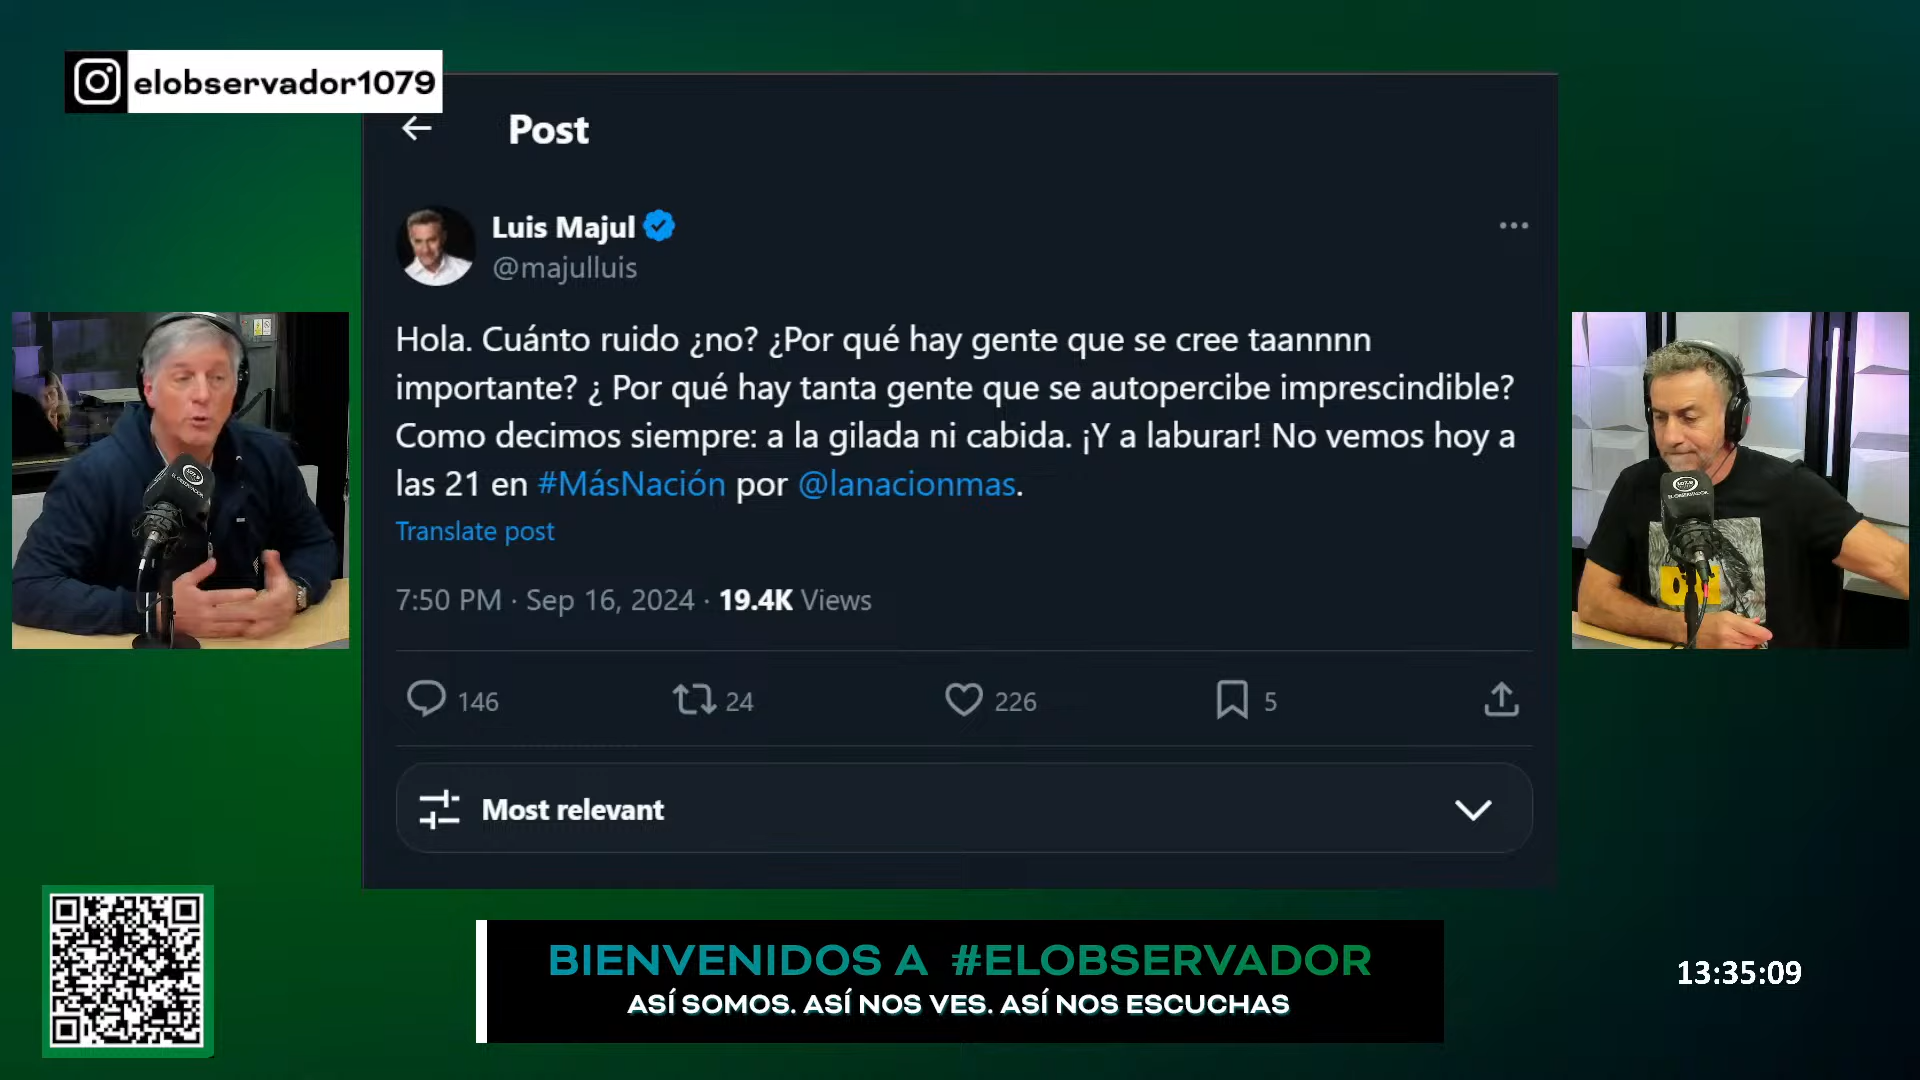 elobservador1079
Post
Luis Majul
@majulluis
Hola. Cuánto ruido ¿no? ¿Por qué hay gente que se cree taannnn
importante? ¿ Por qué hay tanta gente que se autopercibe imprescindible?
Como decimos siempre: a la gilada ni cabida. ¡Y a laburar! No vemos hoy a
las 21 en #MásNación por @lanacionmas.
Translate post
7:50 PM · Sep 16, 2024 · 19.4K Views
146 24 226 5
Most relevant
BIENVENIDOS A #ELOBSERVADOR
ASÍ SOMOS. ASÍ NOS VES. ASÍ NOS ESCUCHAS
13:35:09